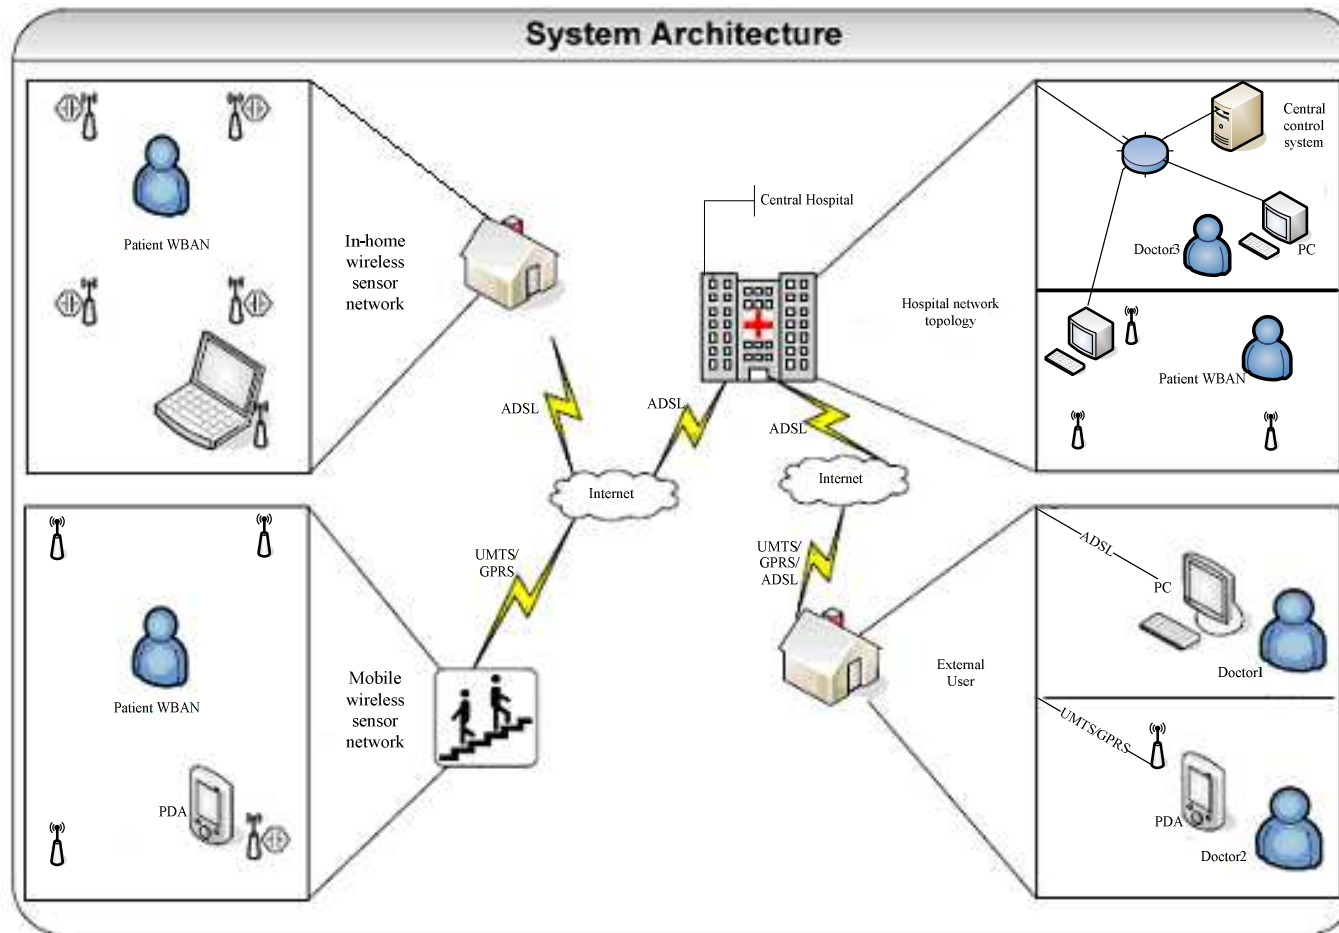 System Architecture
Patient WBAN
In-home
wireless
sensor
network
Central Hospital
Hospital network
topology
Central
control
system
Doctor3
PC
Patient WBAN
ADSL
ADSL
ADSL
Internet
Internet
UMTS/
GPRS
UMTS/
GPRS/
ADSL
Patient WBAN
PDA
Mobile
wireless
sensor
network
External
User
ADSL
PC
Doctor1
UMTS/GPRS
PDA
Doctor2